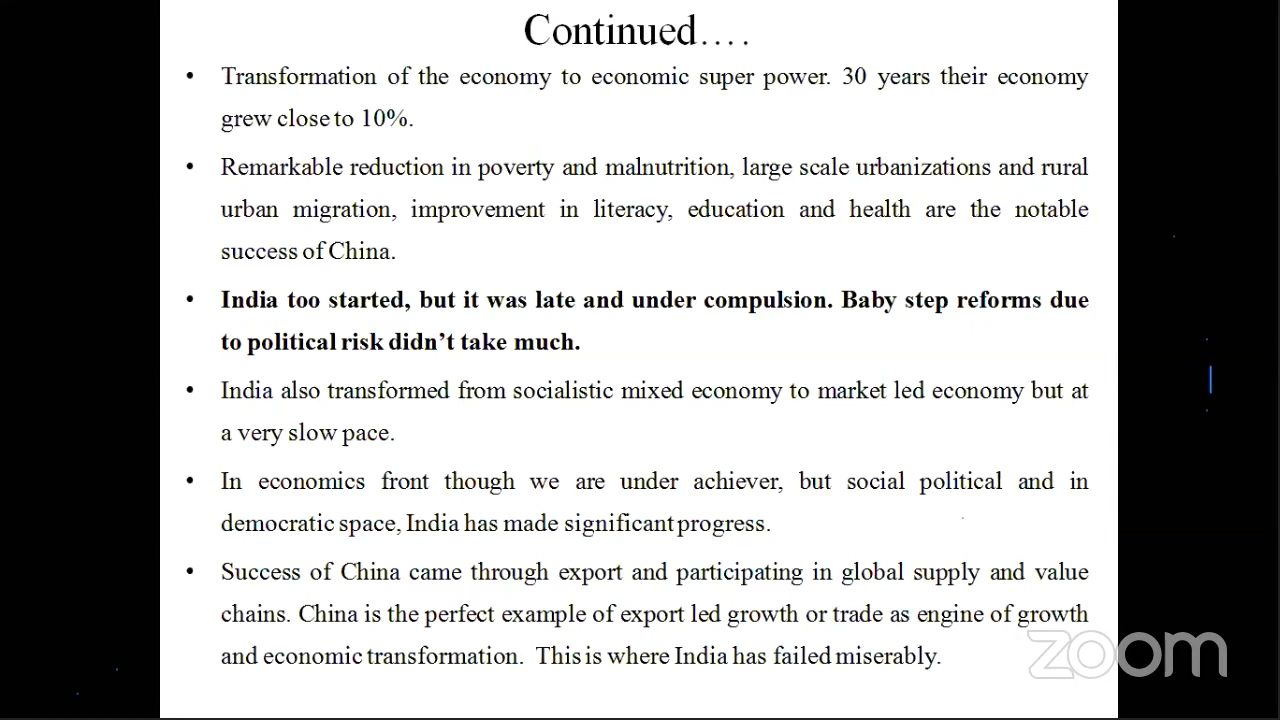 Continued….
• Transformation of the economy to economic super power. 30 years their economy
grew close to 10%.
• Remarkable reduction in poverty and malnutrition, large scale urbanizations and rural
urban migration, improvement in literacy, education and health are the notable
success of China.
• India too started, but it was late and under compulsion. Baby step reforms due
to political risk didn’t take much.
• India also transformed from socialistic mixed economy to market led economy but at
a very slow pace.
• In economics front though we are under achiever, but social political and in
democratic space, India has made significant progress.
• Success of China came through export and participating in global supply and value
chains. China is the perfect example of export led growth or trade as engine of growth
and economic transformation. This is where India has failed miserably.
zoom